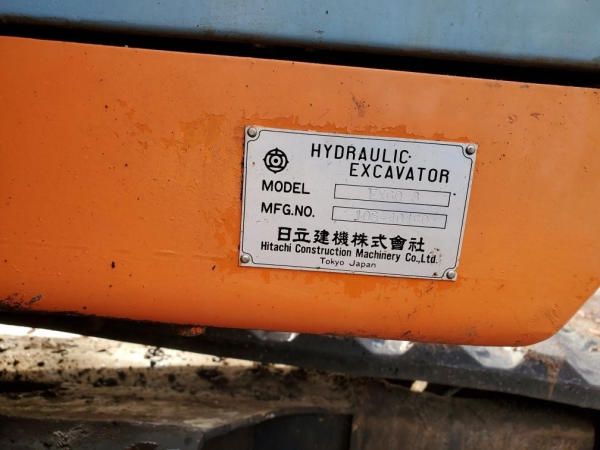 HYDRAULIC
EXCAVATOR
MODEL
MFG.NO.
日立建機株式會社
Hitachi Construction Machinery Co.,Ltd.
Tokyo Japan